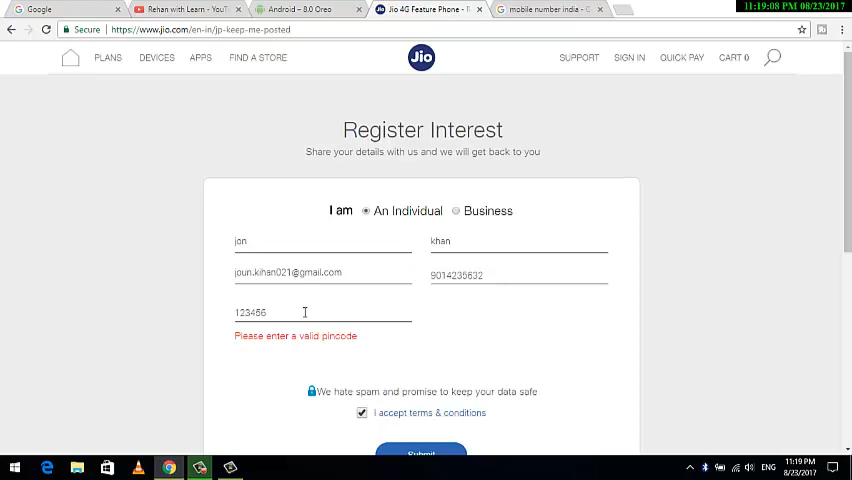 11:19:08 PM 08/23/2017
Google
Rehan with Learn - YouT
Android – 8.0 Oreo
Jio 4G Feature Phone - 
mobile number india - G
Secure https://www.jio.com/en-in/jp-keep-me-posted
PLANS DEVICES APPS FIND A STORE Jio SUPPORT SIGN IN QUICK PAY CART 0
Register Interest
Share your details with us and we will get back to you
I am An Individual Business
jon khan
joun.kihan021@gmail.com 9014235632
123456
Please enter a valid pincode
We hate spam and promise to keep your data safe
I accept terms & conditions
Submit
ENG 11:19 PM
8/23/2017